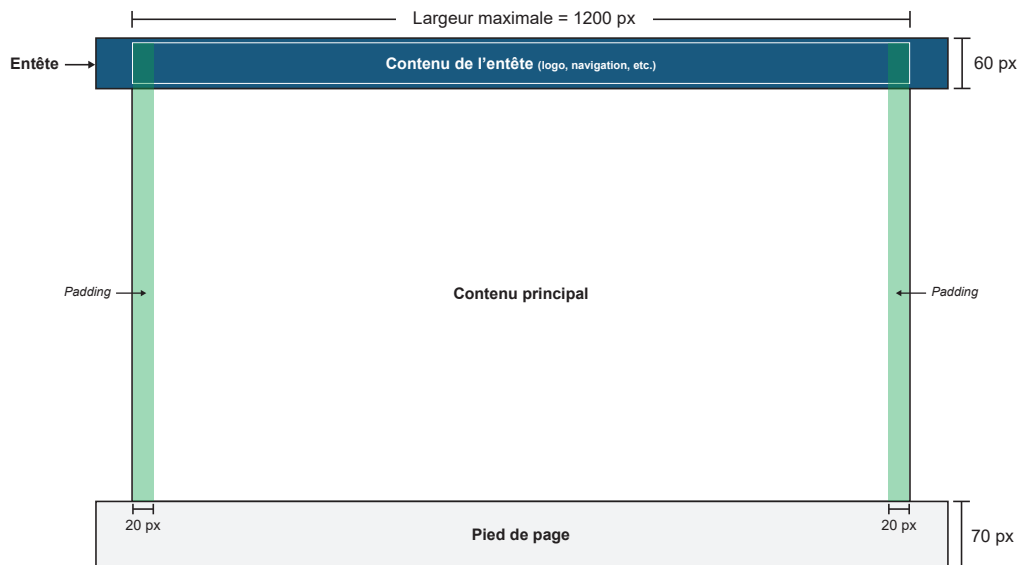 Largeur maximale = 1200 px
Entête
Contenu de l’entête (logo, navigation, etc.)
60 px
Padding
Contenu principal
Padding
20 px
20 px
Pied de page
70 px